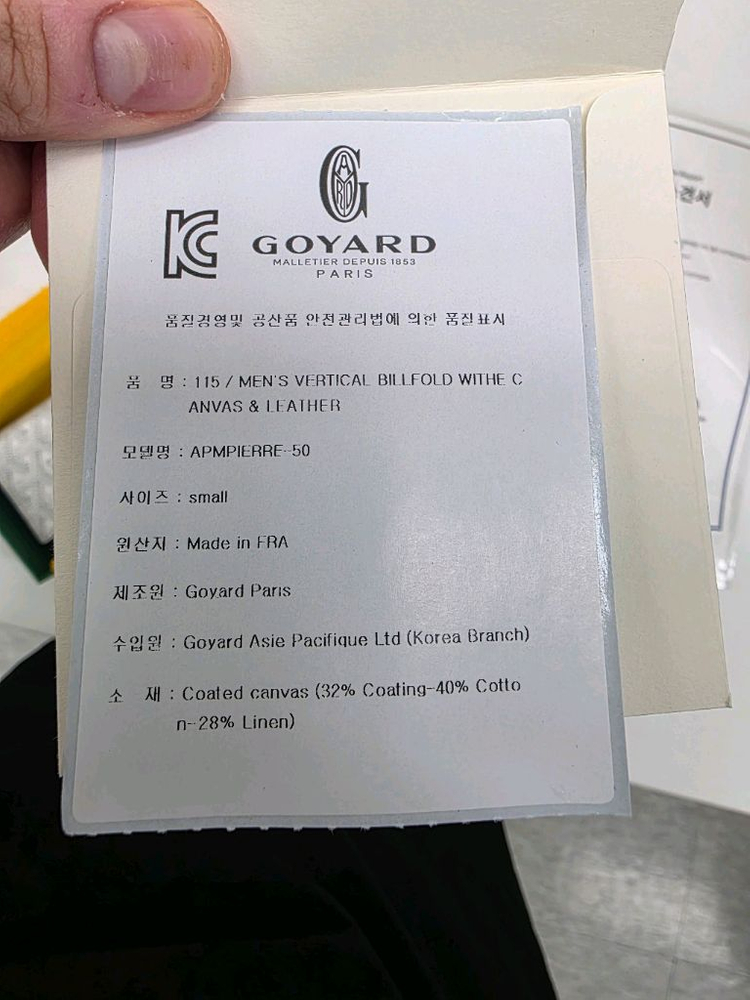 KC
GOYARD
MALLETIER DEPUIS 1853
PARIS
품질경영및 공산품 안전관리법에 의한 품질표시
품 명 : 115 / MEN'S VERTICAL BILLFOLD WITHE C
ANVAS & LEATHER
모델명 : APMPIERRE-50
사이즈 : small
원산지 : Made in FRA
제조원 : Goyard Paris
수입원 : Goyard Asie Pacifique Ltd (Korea Branch)
소 재 : Coated canvas (32% Coating-40% Cotto
n-28% Linen)